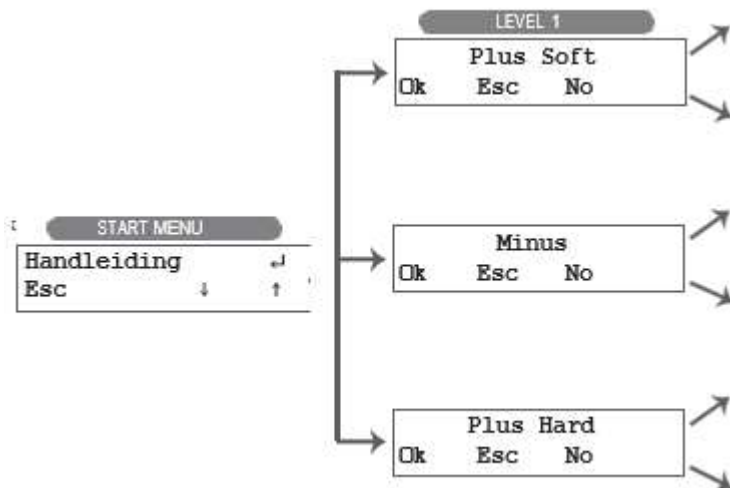 LEVEL 1
Plus Soft
Ok Esc No
START MENU
Handleiding ↵
Esc ↓ ↑
Minus
Ok Esc No
Plus Hard
Ok Esc No